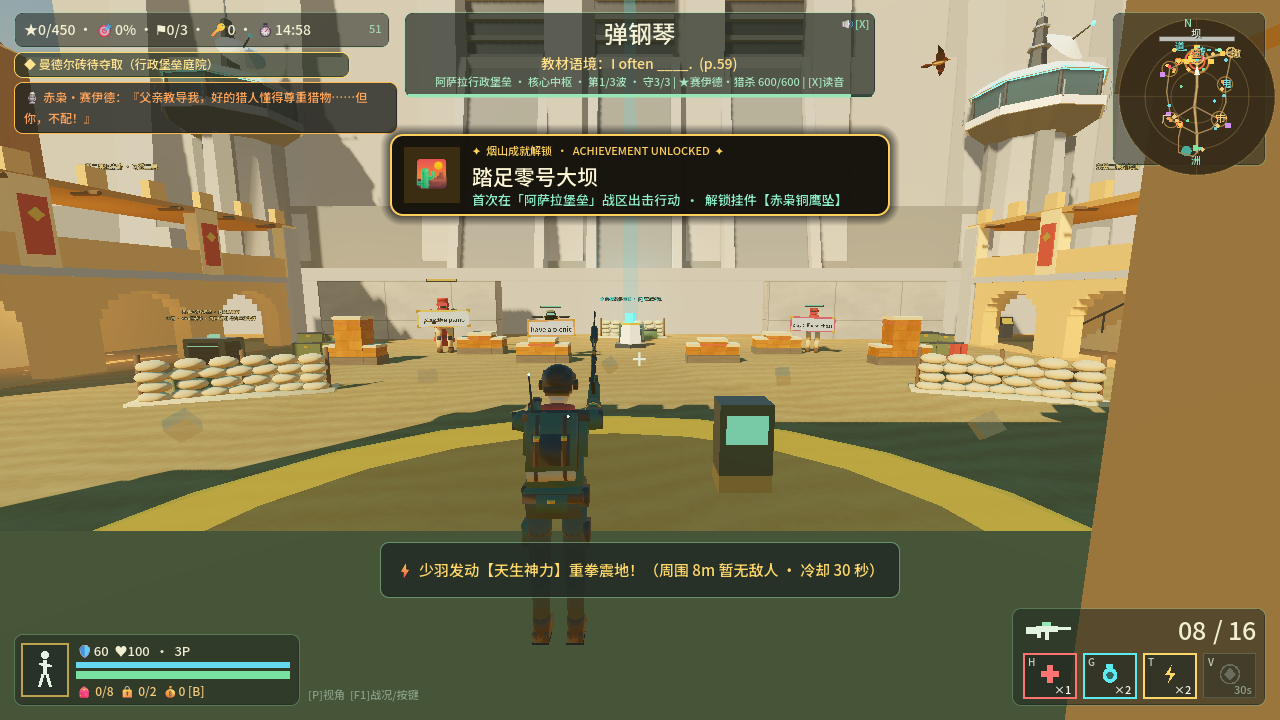 ★0/450 · 🎯 0% · ⚑0/3 · 🔑0 · ⏱14:58 51
◆ 曼德尔砖待夺取（行政堡垒庭院）
🎙 赤枭·赛伊德：『父亲教导我，好的猎人懂得尊重猎物……但
你，不配！』
弹钢琴
🔊[X]
教材语境：I often ____. (p.59)
阿萨拉行政堡垒 · 核心中枢 · 第1/3波 · 守3/3 | ★赛伊德·猎杀 600/600 | [X]读音
✦ 烟山成就解锁 · ACHIEVEMENT UNLOCKED ✦
踏足零号大坝
首次在「阿萨拉堡垒」战区出击行动 · 解锁挂件【赤枭铜鹰坠】
N
坝
洲
have a picnic
⚡ 少羽发动【天生神力】重拳震地！（周围 8m 暂无敌人 · 冷却 30 秒）
60 ♥100 · 3P
0/8 0/2 0 [B]
[P]视角 [F1]战况/按键
08 / 16
H ×1
G ×2
T ×2
V 30s